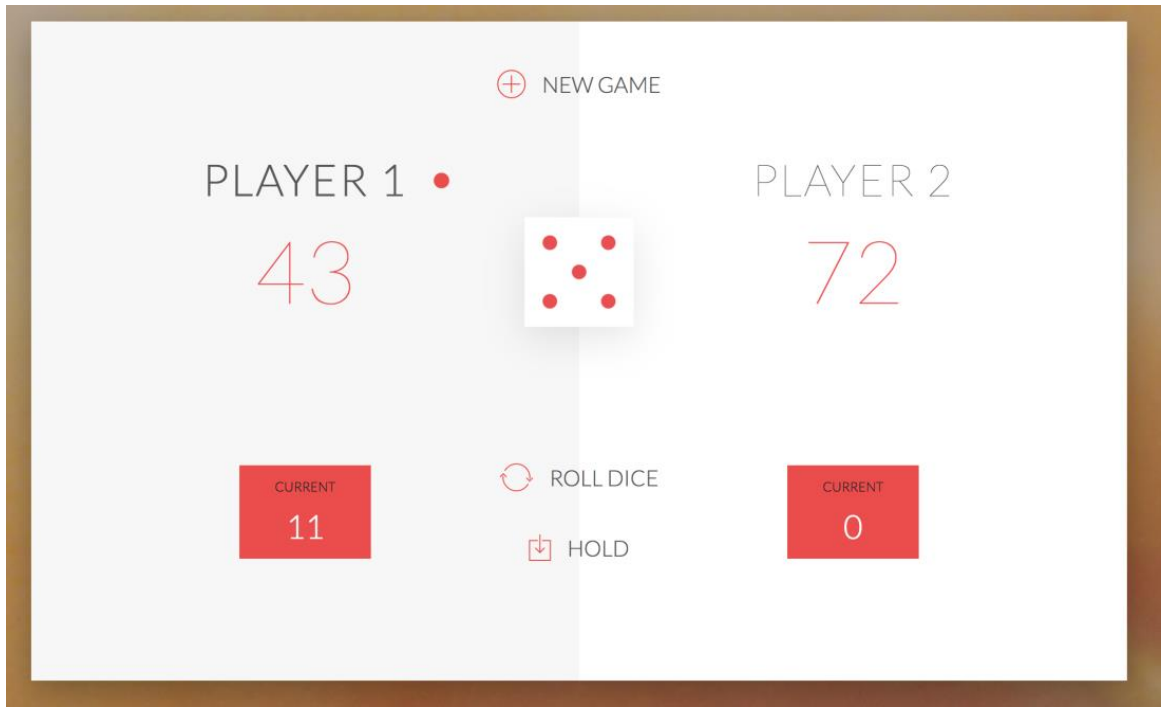 NEW GAME
PLAYER 1
43
PLAYER 2
72
CURRENT
11
ROLL DICE
HOLD
CURRENT
0